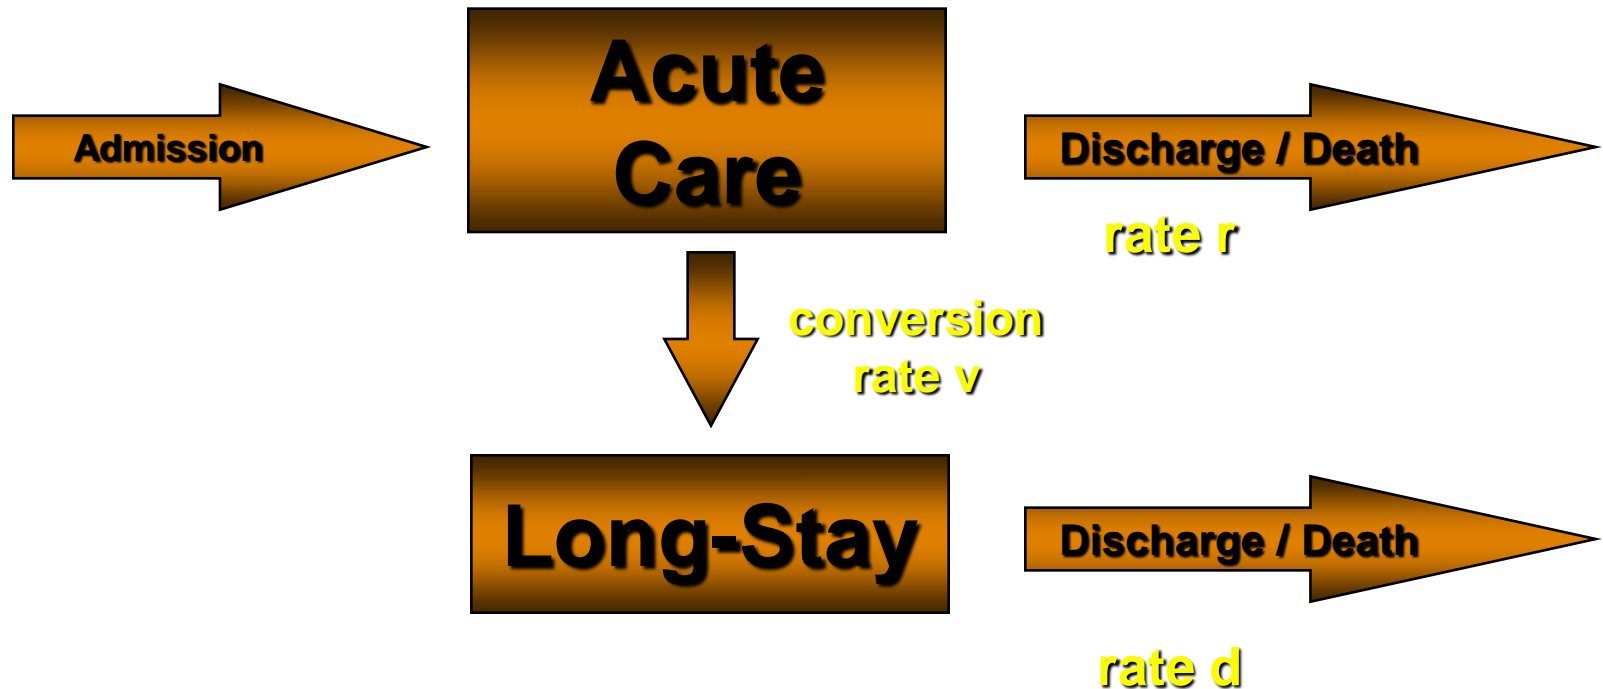 Acute
Care
Admission
Discharge / Death
rate r
conversion
rate v
Long-Stay
Discharge / Death
rate d